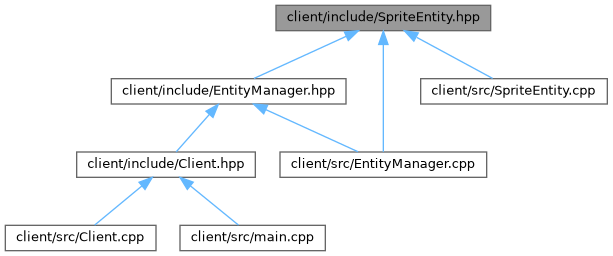 client/include/SpriteEntity.hpp
client/include/EntityManager.hpp
client/src/SpriteEntity.cpp
client/include/Client.hpp
client/src/EntityManager.cpp
client/src/Client.cpp
client/src/main.cpp